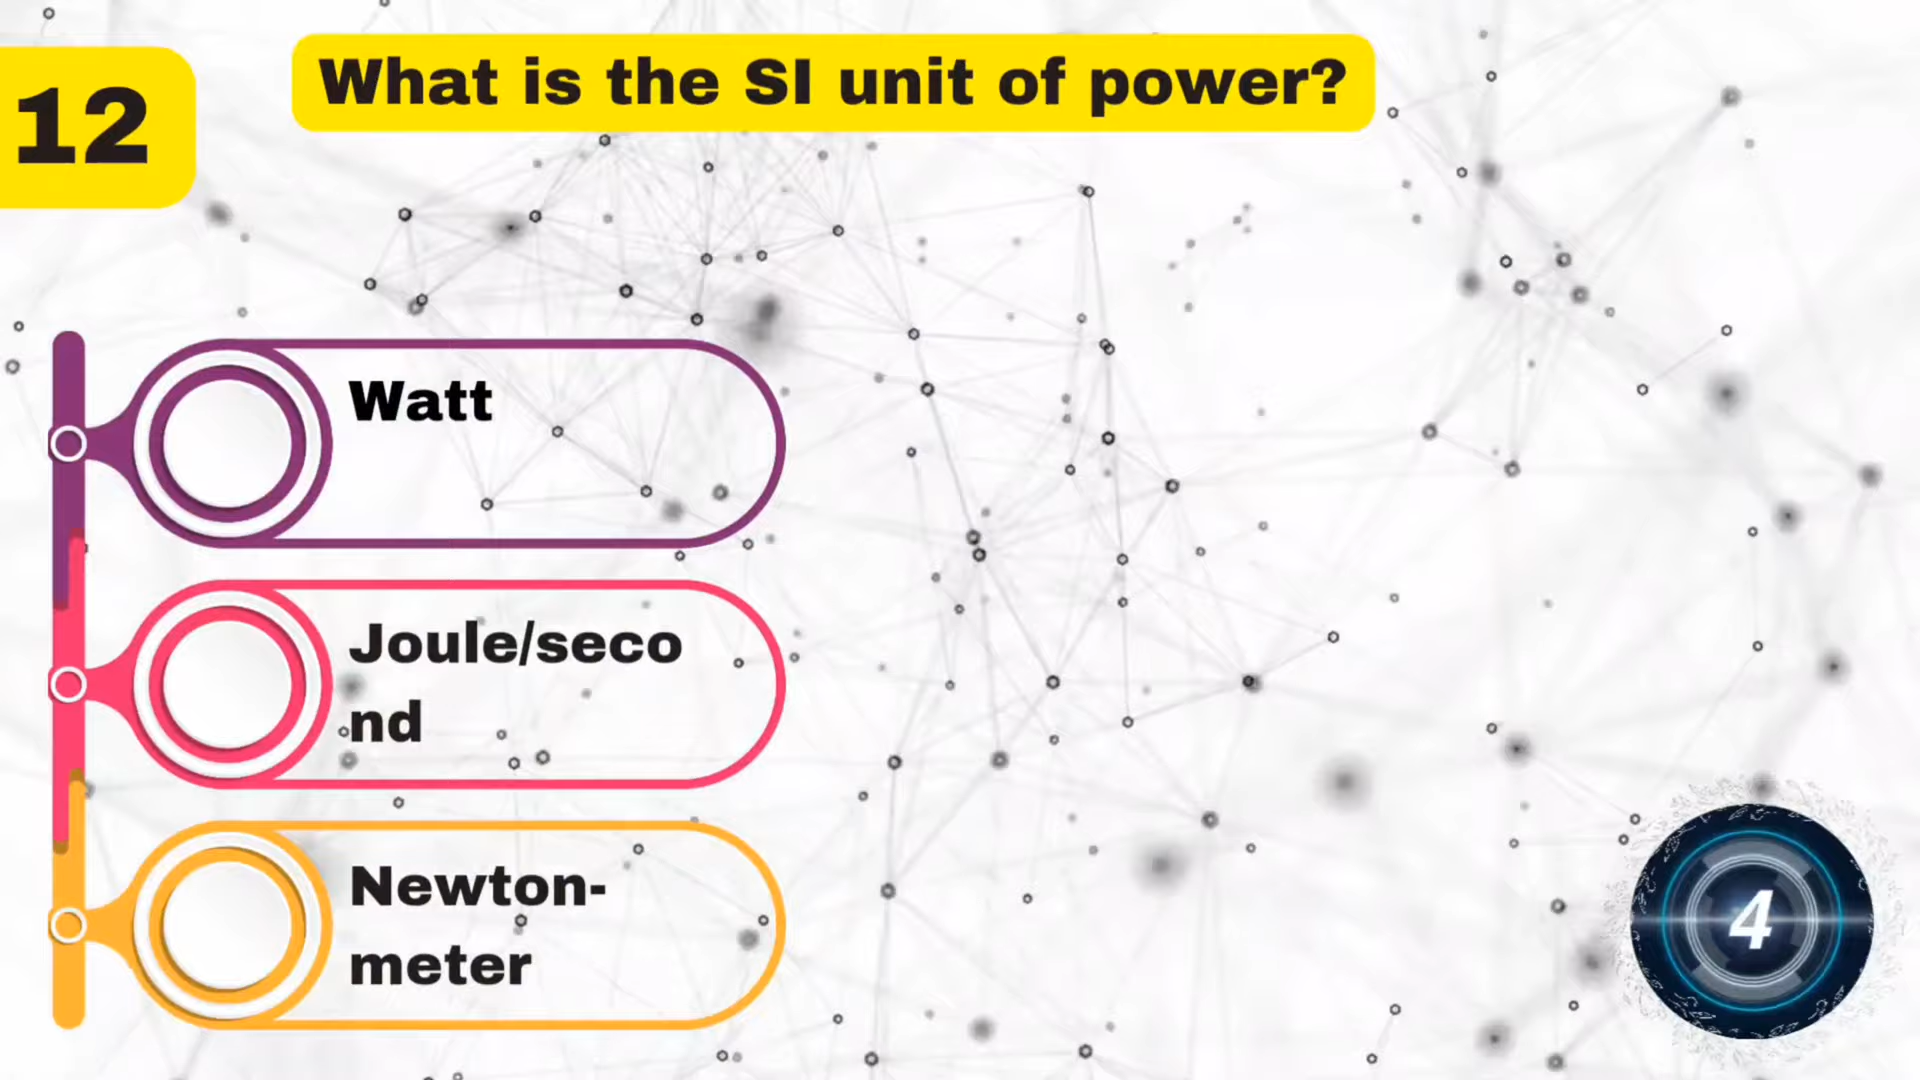 12
What is the SI unit of power?
Watt
Joule/seco
nd
Newton-
meter
4